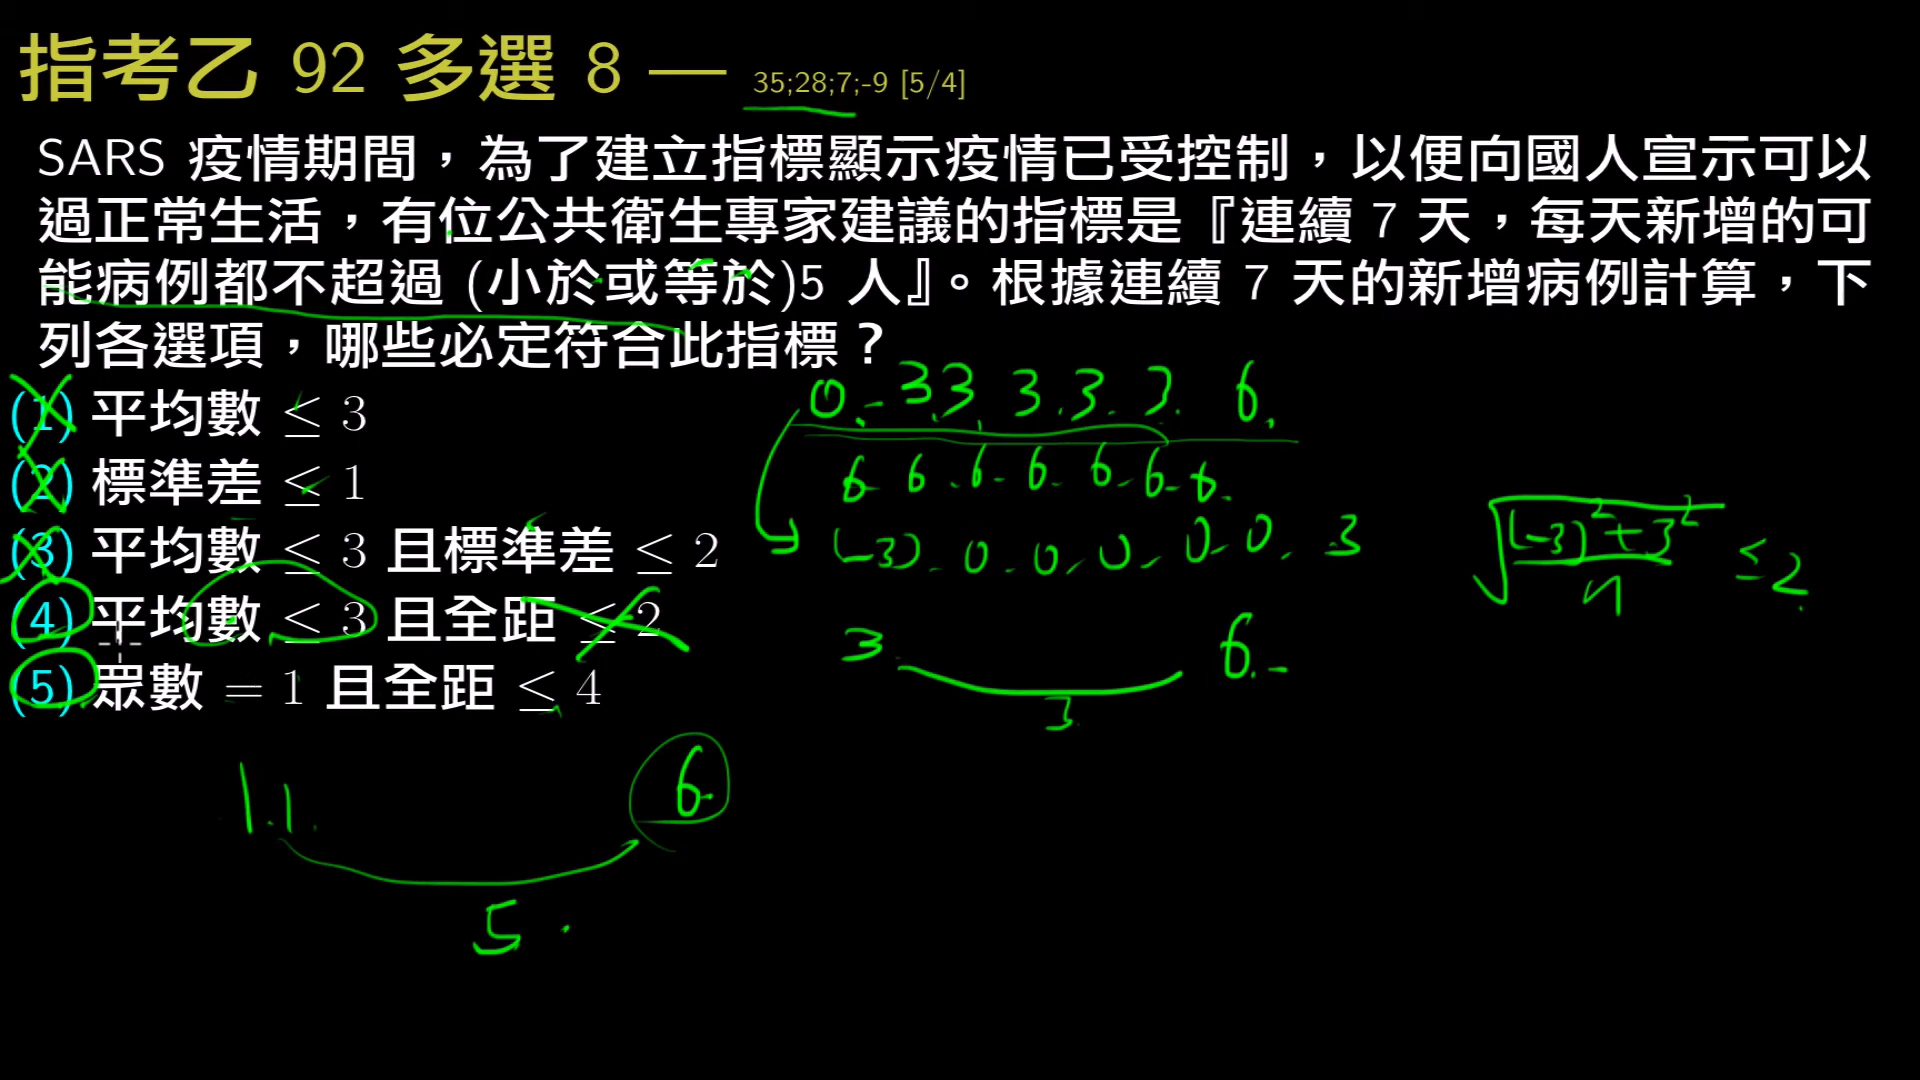 指考乙 92 多選 8 — 35;28;7;-9 [5/4]
SARS 疫情期間，為了建立指標顯示疫情已受控制，以便向國人宣示可以
過正常生活，有位公共衛生專家建議的指標是『連續 7 天，每天新增的可
能病例都不超過 (小於或等於)5 人』。根據連續 7 天的新增病例計算，下
列各選項，哪些必定符合此指標？
(1) 平均數 ≤ 3
(2) 標準差 ≤ 1
(3) 平均數 ≤ 3 且標準差 ≤ 2
(4) 平均數 ≤ 3 且全距 ≤ 2
(5) 眾數 = 1 且全距 ≤ 4
0. 3.3. 3.3. 3. 6.
6 6 6 6 6 6 6.
(-3) 0 0 0 0 0 3
√((-3)²+3²) ≤ 2
3 6.
3
1.1. 6
5